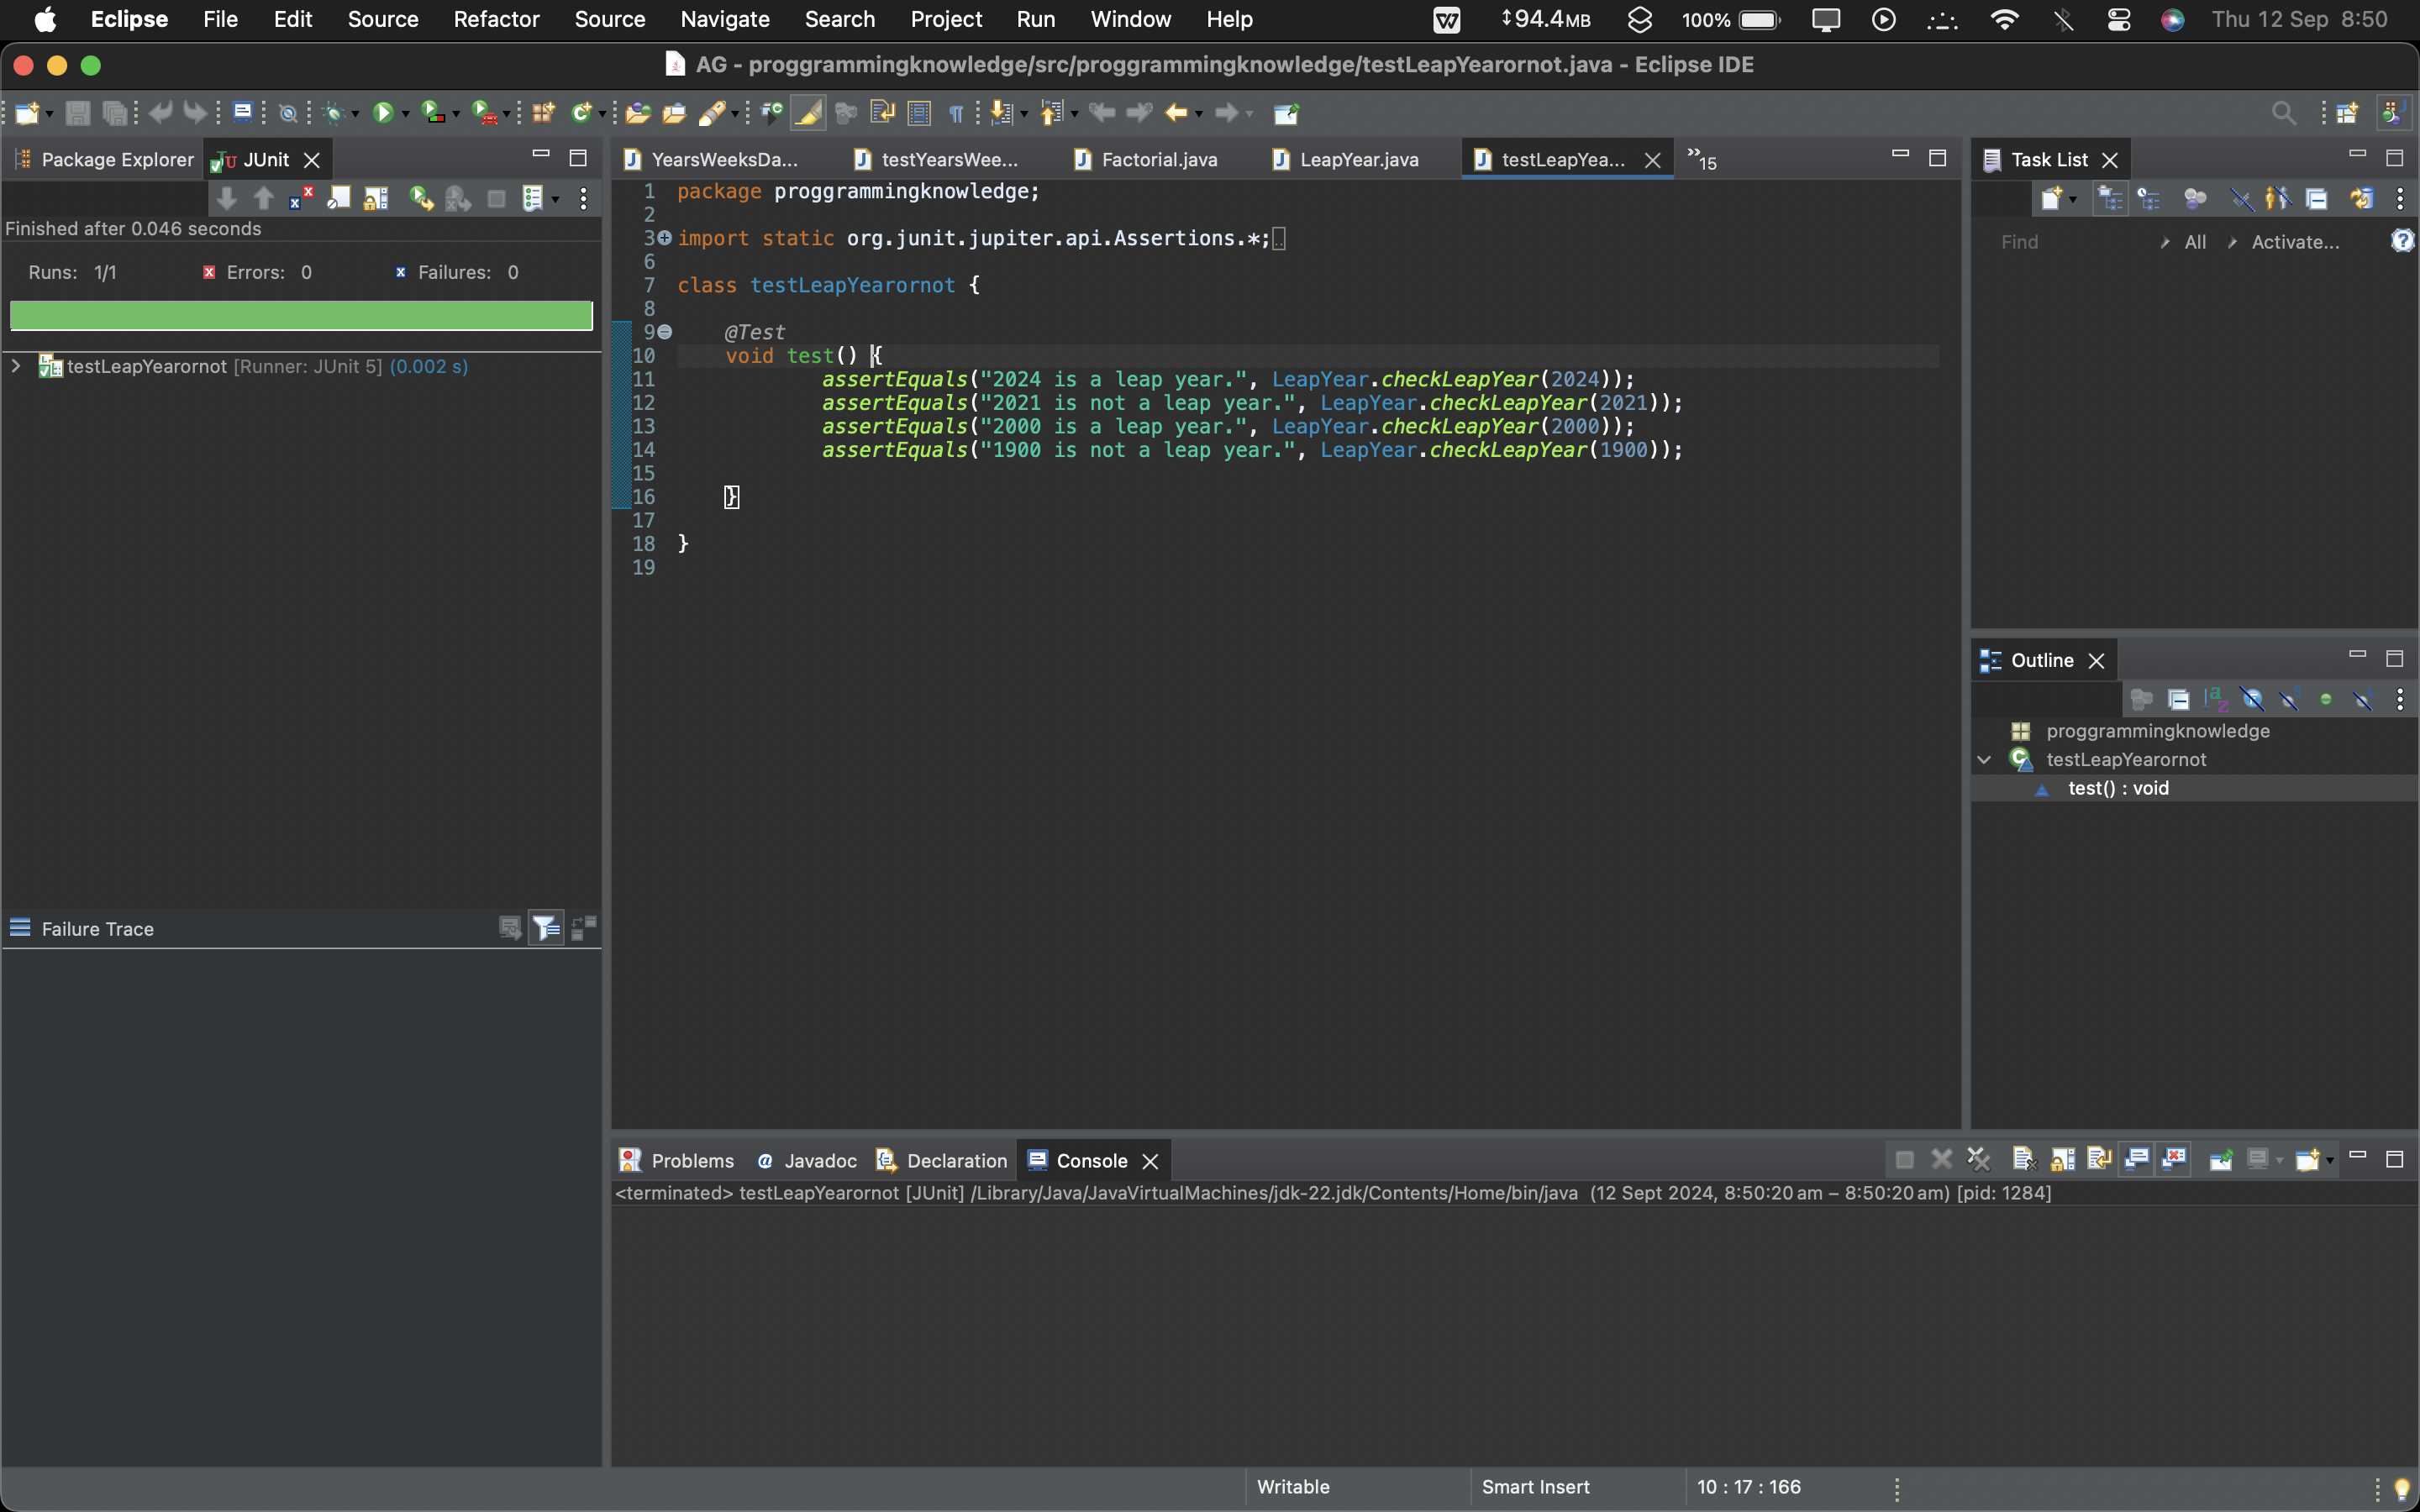 Eclipse File Edit Source Refactor Source Navigate Search Project Run Window Help 94.4MB 100% Thu 12 Sep 8:50
AG - proggrammingknowledge/src/proggrammingknowledge/testLeapYearornot.java - Eclipse IDE
Package Explorer JUnit
Finished after 0.046 seconds
Runs: 1/1 Errors: 0 Failures: 0
testLeapYearornot [Runner: JUnit 5] (0.002 s)
Failure Trace
YearsWeeksDa... testYearsWee... Factorial.java LeapYear.java testLeapYea... 15
1 package proggrammingknowledge;
2
3 import static org.junit.jupiter.api.Assertions.*;
6
7 class testLeapYearornot {
8
9 @Test
10 void test() {
11 assertEquals("2024 is a leap year.", LeapYear.checkLeapYear(2024));
12 assertEquals("2021 is not a leap year.", LeapYear.checkLeapYear(2021));
13 assertEquals("2000 is a leap year.", LeapYear.checkLeapYear(2000));
14 assertEquals("1900 is not a leap year.", LeapYear.checkLeapYear(1900));
15
16 }
17
18 }
19
Task List
Find All Activate...
Outline
proggrammingknowledge
testLeapYearornot
test() : void
Problems @ Javadoc Declaration Console
<terminated> testLeapYearornot [JUnit] /Library/Java/JavaVirtualMachines/jdk-22.jdk/Contents/Home/bin/java (12 Sept 2024, 8:50:20 am – 8:50:20 am) [pid: 1284]
Writable Smart Insert 10 : 17 : 166